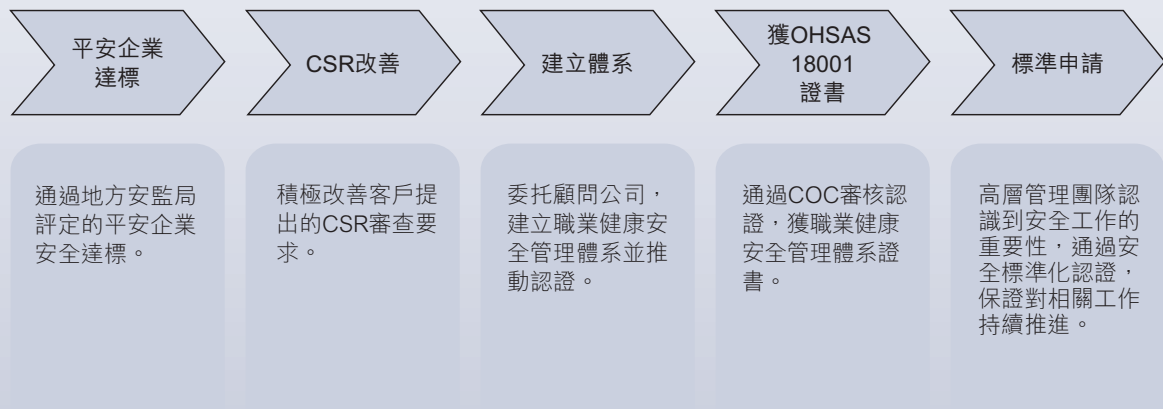 平安企業
達標
CSR改善
建立體系
獲OHSAS
18001
證書
標準申請
通過地方安監局
評定的平安企業
安全達標。
積極改善客戶提
出的CSR審查要
求。
委托顧問公司，
建立職業健康安
全管理體系並推
動認證。
通過COC審核認
證，獲職業健康
安全管理體系證
書。
高層管理團隊認
識到安全工作的
重要性，通過安
全標準化認證，
保證對相關工作
持續推進。